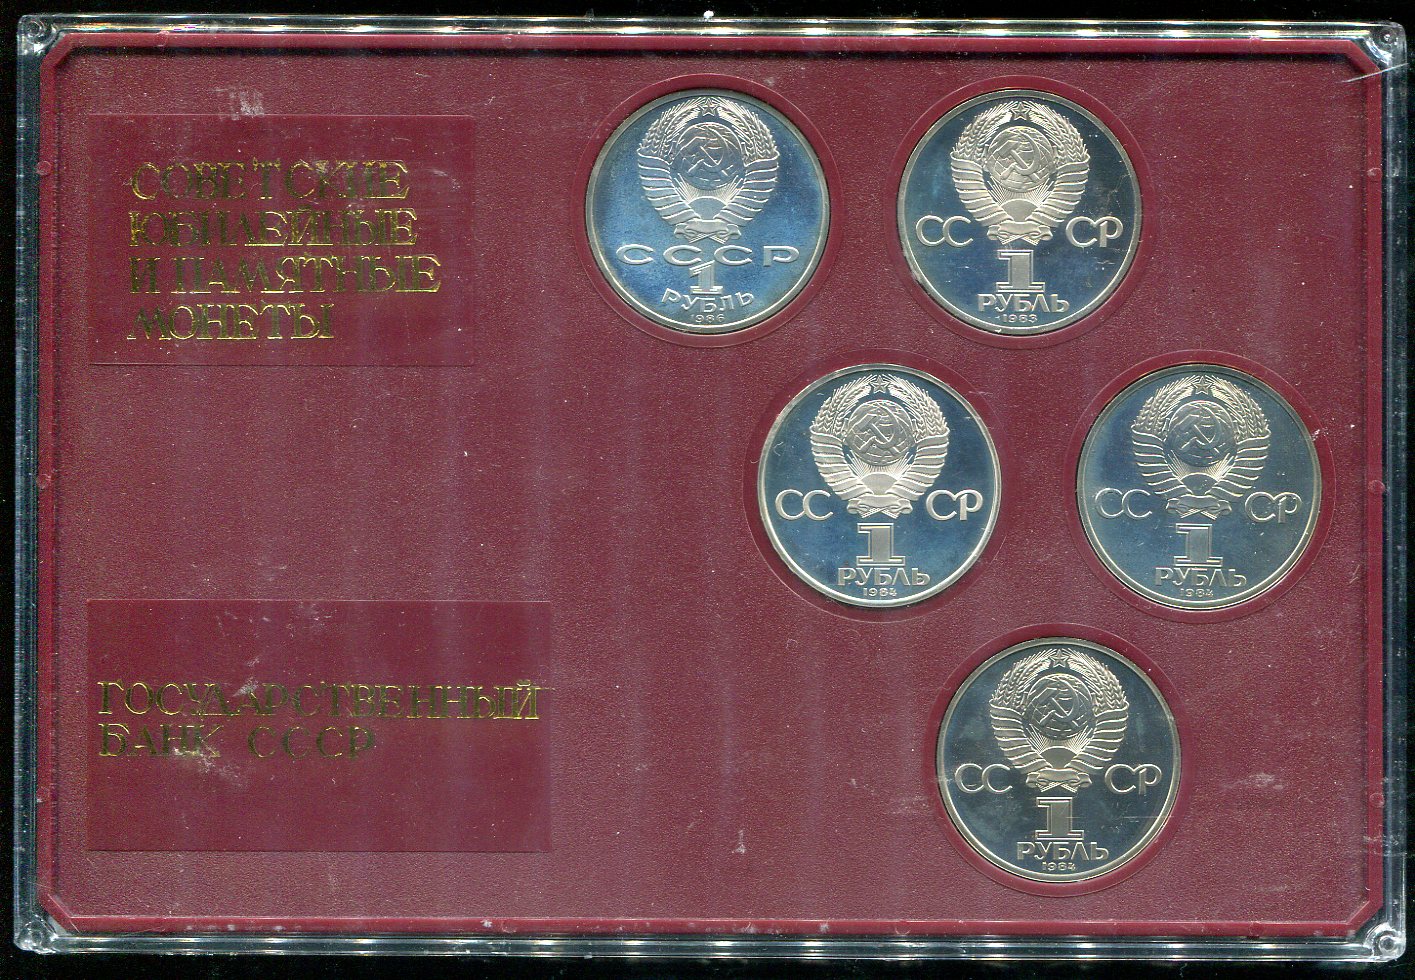 СОВЕТСКИЕ
ЮБИЛЕЙНЫЕ
И ПАМЯТНЫЕ
МОНЕТЫ
ГОСУДАРСТВЕННЫЙ
БАНК СССР
СССР
1
РУБЛЬ
1986
СС СР
1
РУБЛЬ
1983
СС СР
1
РУБЛЬ
1984
СС СР
1
РУБЛЬ
1984
СС СР
1
РУБЛЬ
1984